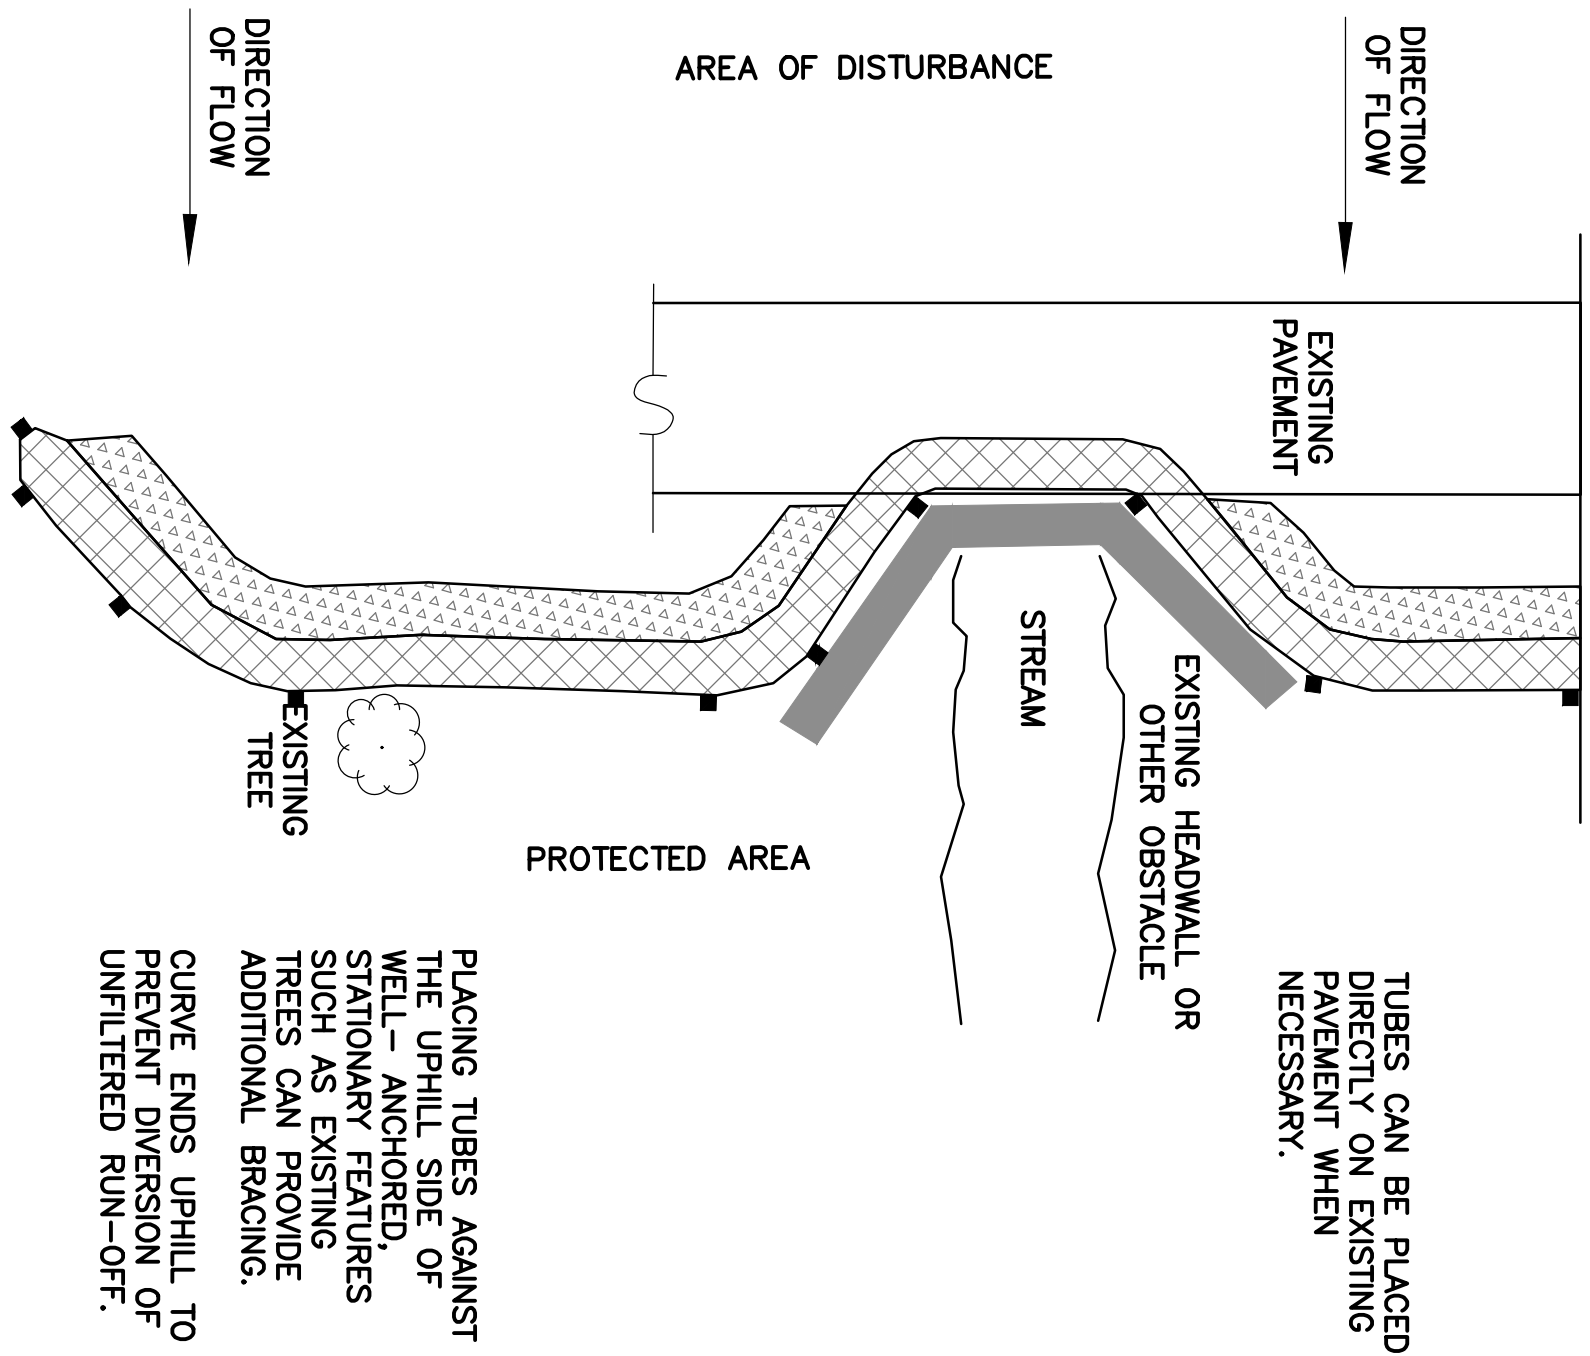 DIRECTION
OF FLOW
AREA OF DISTURBANCE
DIRECTION
OF FLOW
EXISTING
PAVEMENT
STREAM
EXISTING HEADWALL OR
OTHER OBSTACLE
EXISTING
TREE
PROTECTED AREA
TUBES CAN BE PLACED
DIRECTLY ON EXISTING
PAVEMENT WHEN
NECESSARY.
PLACING TUBES AGAINST
THE UPHILL SIDE OF
WELL- ANCHORED,
STATIONARY FEATURES
SUCH AS EXISTING
TREES CAN PROVIDE
ADDITIONAL BRACING.
CURVE ENDS UPHILL TO
PREVENT DIVERSION OF
UNFILTERED RUN-OFF.